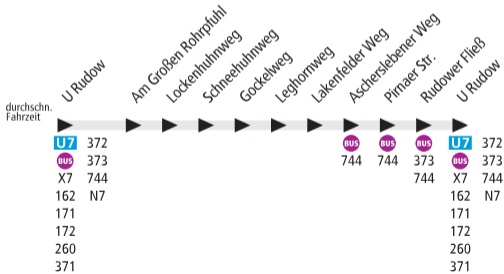 U Rudow
Am Großen Rohrpfuhl
Lockenhuhnweg
Schneehuhnweg
Gockelweg
Leghornweg
Lakenfelder Weg
Ascherslebener Weg
Pirnaer Str.
Rudower Fließ
U Rudow
durchschn.
Fahrzeit
U7 372
BUS 373
X7 744
162 N7
171
172
260
371
BUS
744
BUS
744
BUS
373
744
U7 372
BUS 373
X7 744
162 N7
171
172
260
371